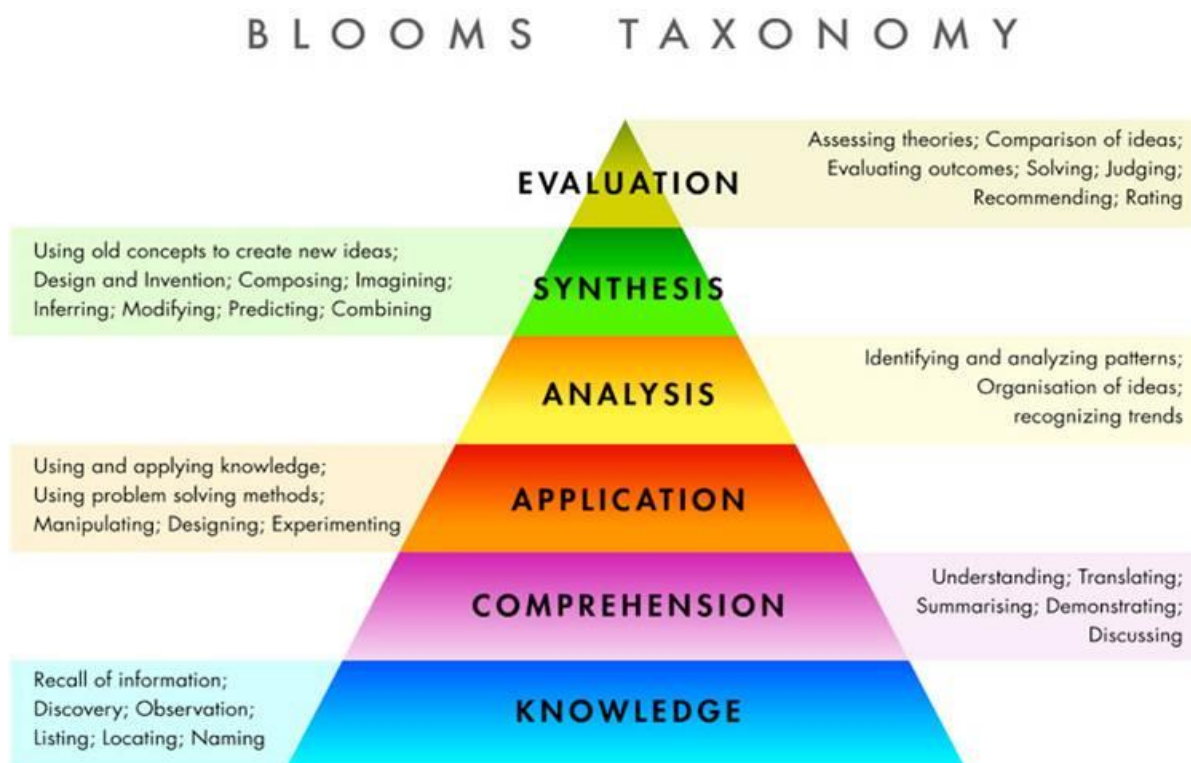 BLOOMS TAXONOMY
EVALUATION
Assessing theories; Comparison of ideas;
Evaluating outcomes; Solving; Judging;
Recommending; Rating
Using old concepts to create new ideas;
Design and Invention; Composing; Imagining;
Inferring; Modifying; Predicting; Combining
SYNTHESIS
ANALYSIS
Identifying and analyzing patterns;
Organisation of ideas;
recognizing trends
Using and applying knowledge;
Using problem solving methods;
Manipulating; Designing; Experimenting
APPLICATION
COMPREHENSION
Understanding; Translating;
Summarising; Demonstrating;
Discussing
Recall of information;
Discovery; Observation;
Listing; Locating; Naming
KNOWLEDGE